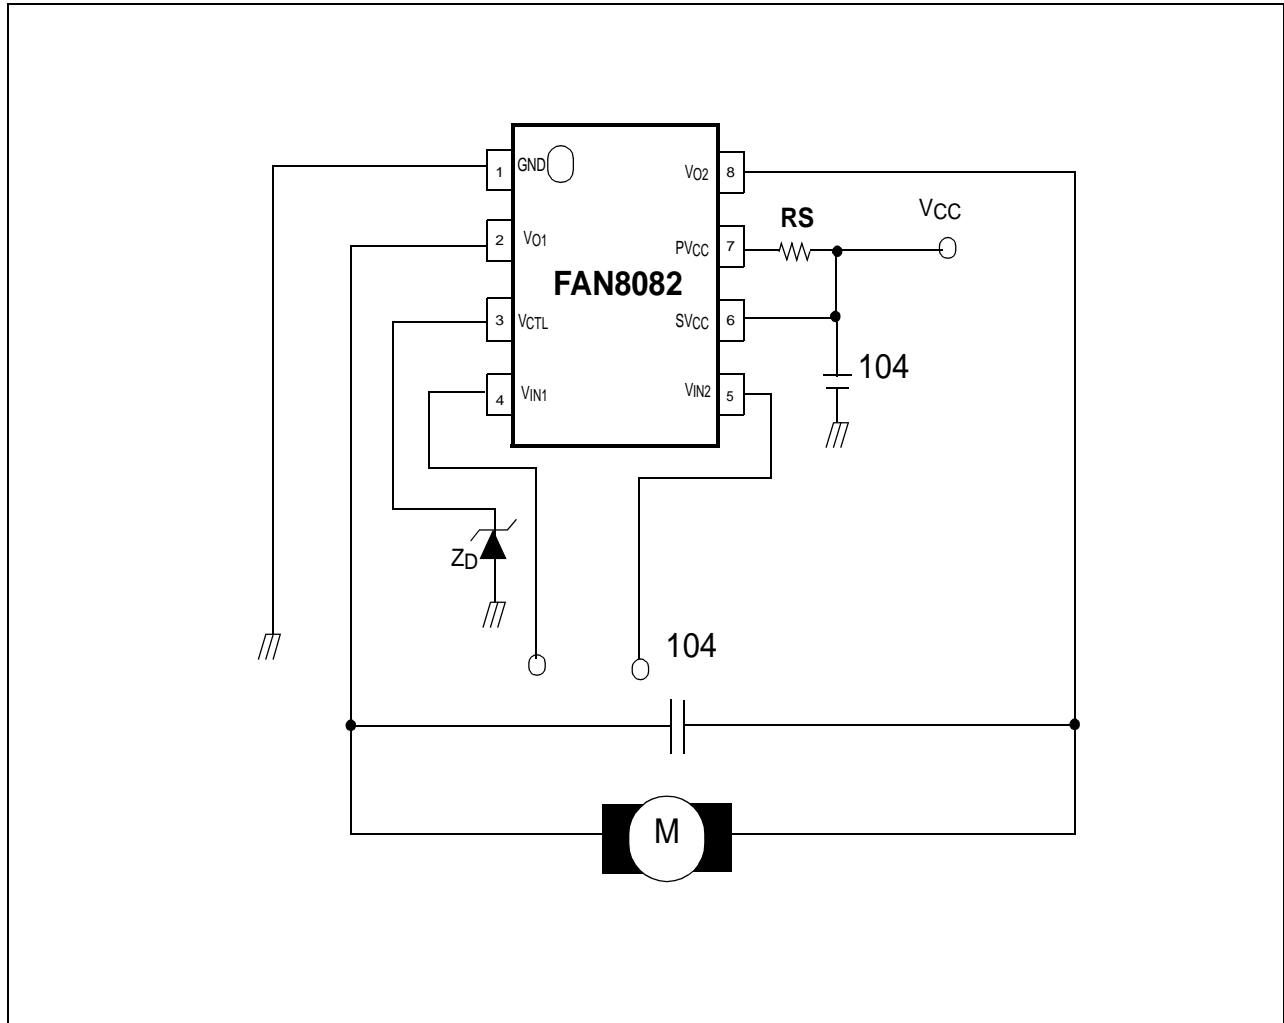 1 GND
VO2 8
VCC
RS
2 VO1
PVCC 7
FAN8082
3 VCTL
SVCC 6
104
4 VIN1
VIN2 5
ZD
104
M